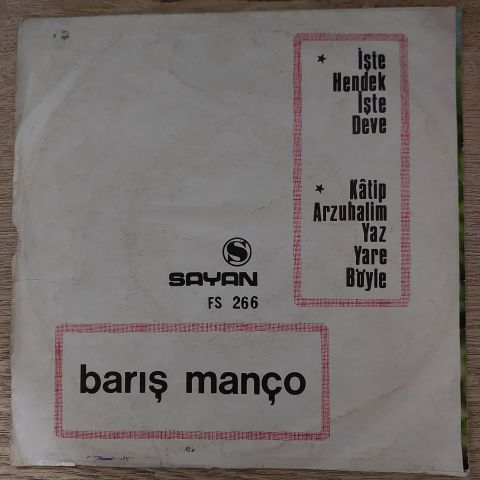 ★ İşte
Hendek
İşte
Deve
★ Kâtip
Arzuhalim
Yaz
Yare
Böyle
S
SAYAN
FS 266
barış manço